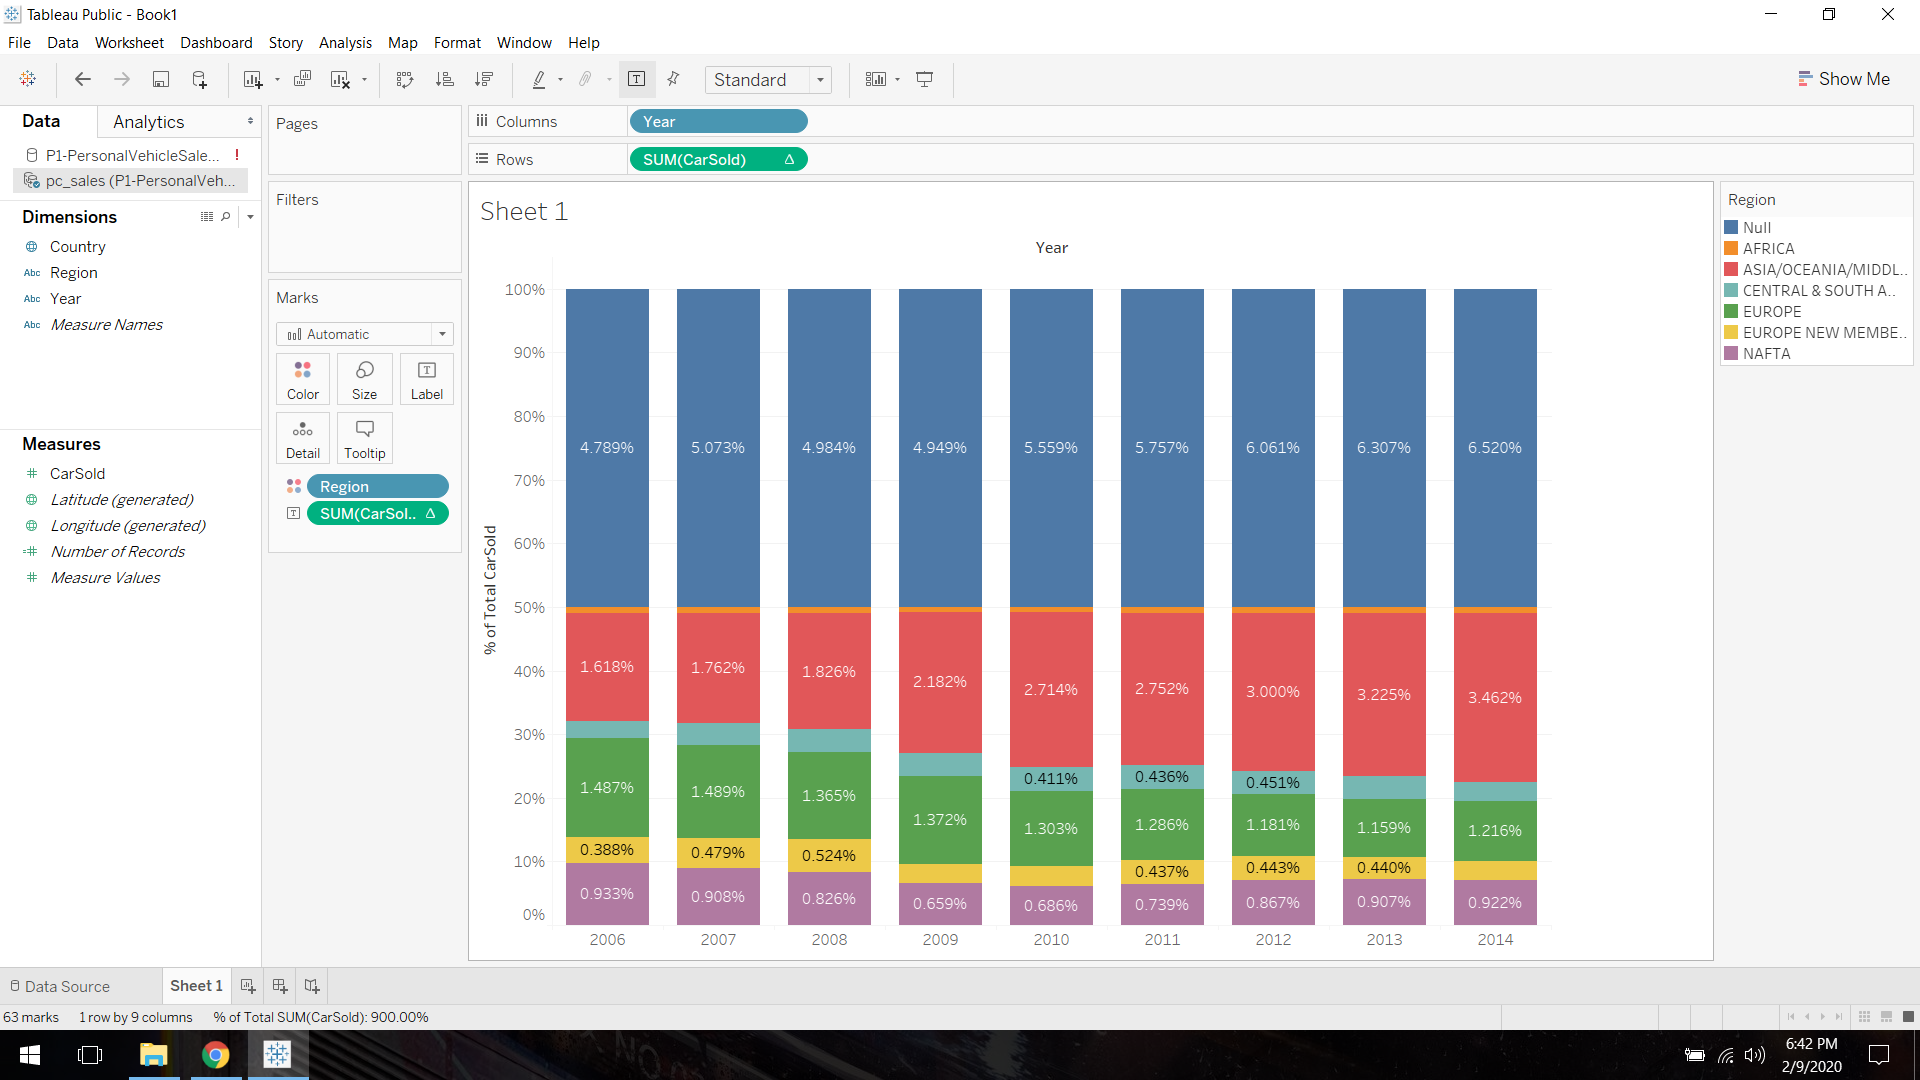 Tableau Public - Book1
File Data Worksheet Dashboard Story Analysis Map Format Window Help
Standard
Show Me
Data
Analytics
P1-PersonalVehicleSale... !
pc_sales (P1-PersonalVeh...
Dimensions
Country
Abc Region
Abc Year
Abc Measure Names
Measures
CarSold
Latitude (generated)
Longitude (generated)
Number of Records
Measure Values
Pages
Filters
Marks
Automatic
Color Size Label
Detail Tooltip
Region
SUM(CarSol..
Columns Year
Rows SUM(CarSold)
Sheet 1
Year
% of Total CarSold
100%
90%
80%
70%
60%
50%
40%
30%
20%
10%
0%
4.789% 5.073% 4.984% 4.949% 5.559% 5.757% 6.061% 6.307% 6.520%
1.618% 1.762% 1.826% 2.182% 2.714% 2.752% 3.000% 3.225% 3.462%
0.411% 0.436% 0.451%
1.487% 1.489% 1.365% 1.372% 1.303% 1.286% 1.181% 1.159% 1.216%
0.388% 0.479% 0.524% 0.437% 0.443% 0.440%
0.933% 0.908% 0.826% 0.659% 0.686% 0.739% 0.867% 0.907% 0.922%
2006 2007 2008 2009 2010 2011 2012 2013 2014
Region
Null
AFRICA
ASIA/OCEANIA/MIDDL..
CENTRAL & SOUTH A..
EUROPE
EUROPE NEW MEMBE..
NAFTA
Data Source
Sheet 1
63 marks 1 row by 9 columns % of Total SUM(CarSold): 900.00%
6:42 PM
2/9/2020